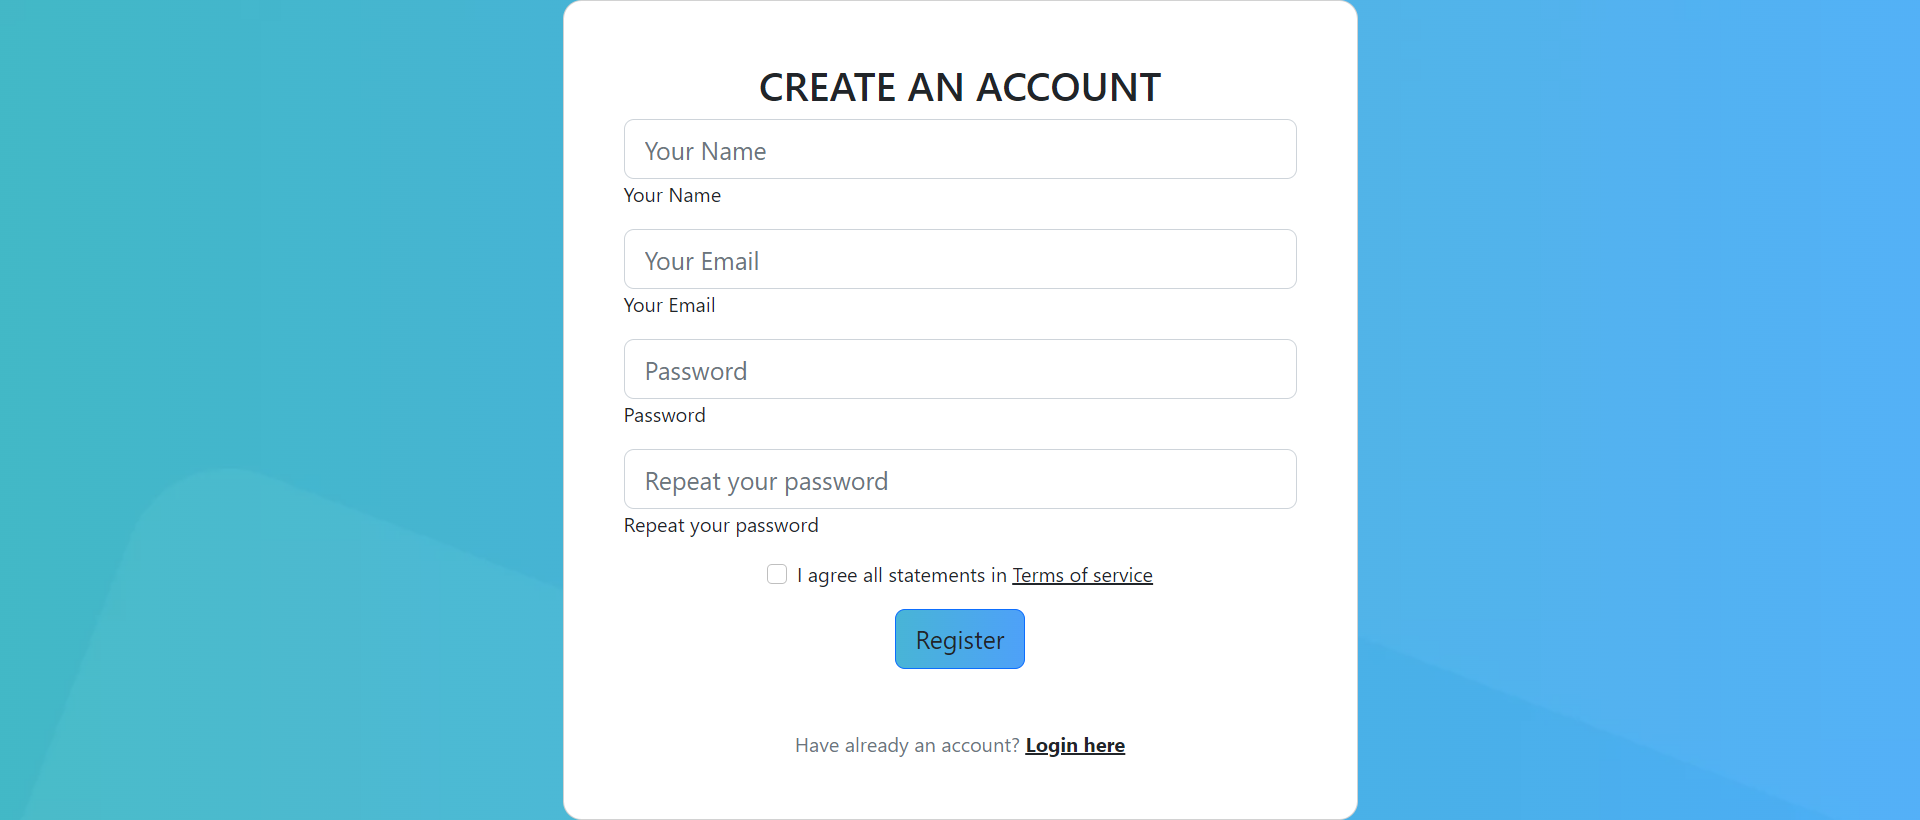 CREATE AN ACCOUNT
Your Name
Your Name
Your Email
Your Email
Password
Password
Repeat your password
Repeat your password
I agree all statements in Terms of service
Register
Have already an account? Login here